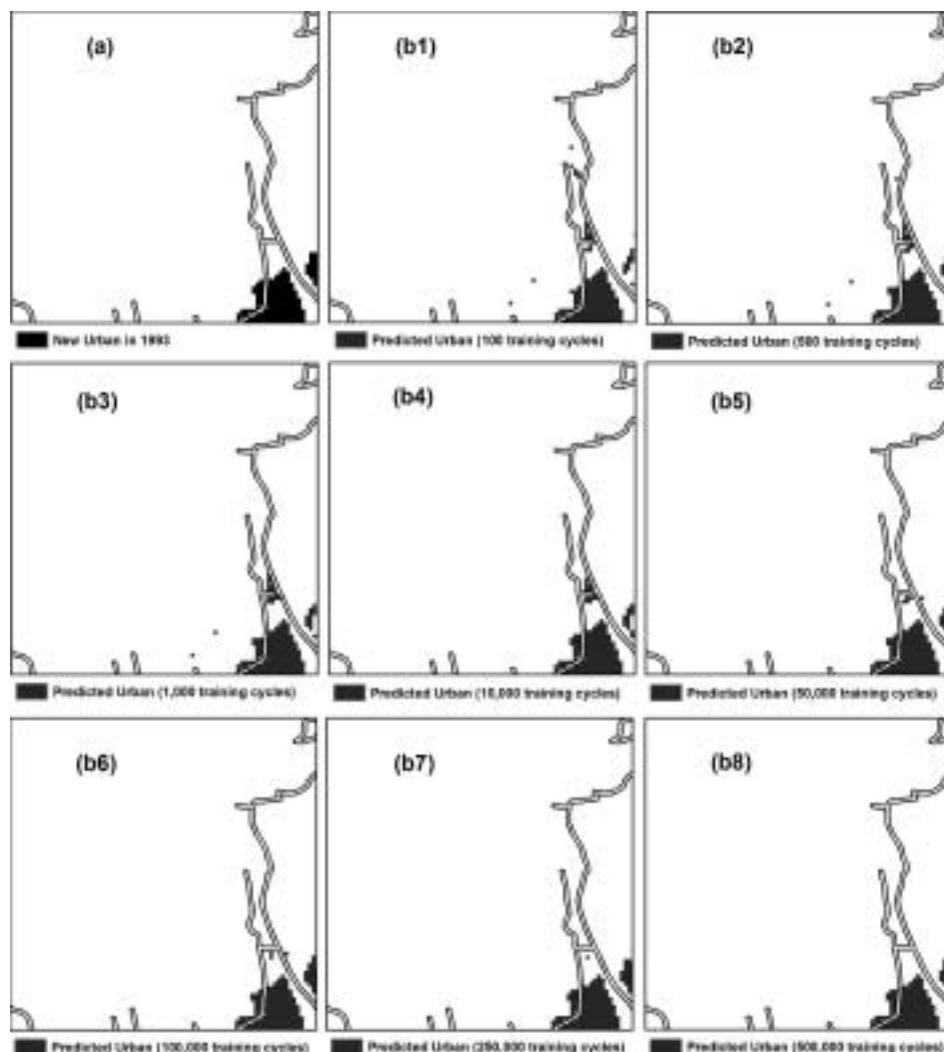 (a)
(b1)
(b2)
New Urban in 1993
Predicted Urban (100 training cycles)
Predicted Urban (500 training cycles)
(b3)
(b4)
(b5)
Predicted Urban (1,000 training cycles)
Predicted Urban (10,000 training cycles)
Predicted Urban (50,000 training cycles)
(b6)
(b7)
(b8)
Predicted Urban (100,000 training cycles)
Predicted Urban (250,000 training cycles)
Predicted Urban (500,000 training cycles)